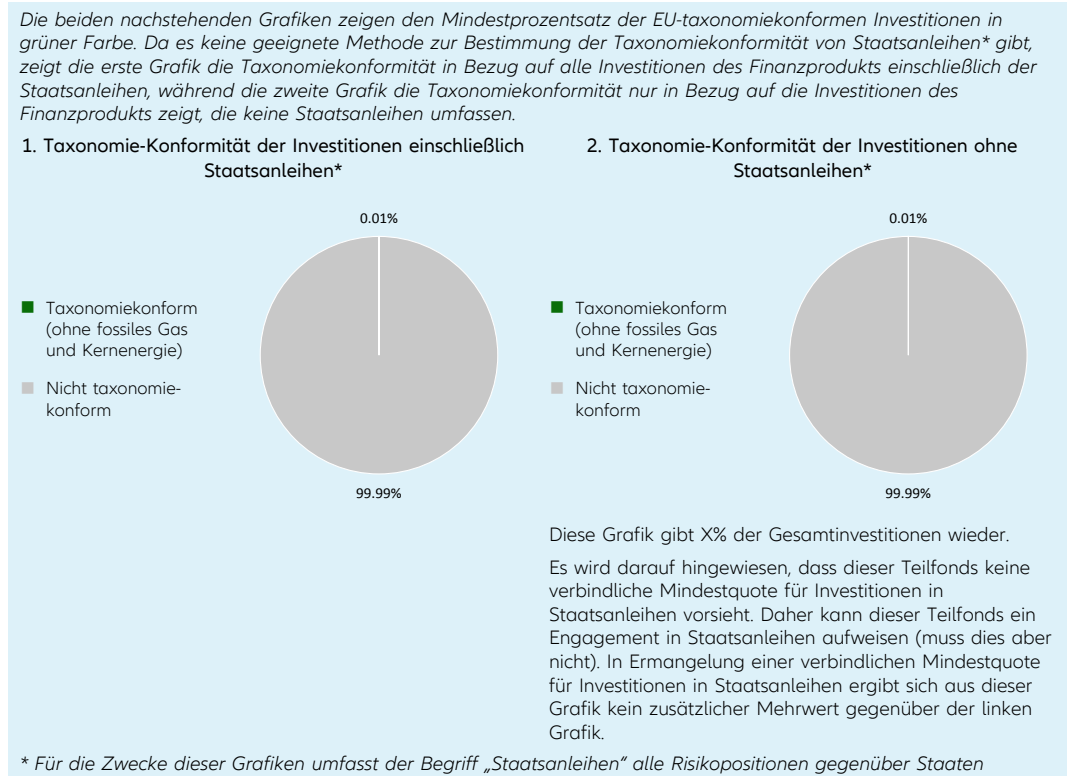 Die beiden nachstehenden Grafiken zeigen den Mindestprozentsatz der EU-taxonomiekonformen Investitionen in
grüner Farbe. Da es keine geeignete Methode zur Bestimmung der Taxonomiekonformität von Staatsanleihen* gibt,
zeigt die erste Grafik die Taxonomiekonformität in Bezug auf alle Investitionen des Finanzprodukts einschließlich der
Staatsanleihen, während die zweite Grafik die Taxonomiekonformität nur in Bezug auf die Investitionen des
Finanzprodukts zeigt, die keine Staatsanleihen umfassen.
1. Taxonomie-Konformität der Investitionen einschließlich
Staatsanleihen*
0.01%
Taxonomiekonform
(ohne fossiles Gas
und Kernenergie)
Nicht taxonomie-
konform
99.99%
2. Taxonomie-Konformität der Investitionen ohne
Staatsanleihen*
0.01%
Taxonomiekonform
(ohne fossiles Gas
und Kernenergie)
Nicht taxonomie-
konform
99.99%
Diese Grafik gibt X% der Gesamtinvestitionen wieder.
Es wird darauf hingewiesen, dass dieser Teilfonds keine
verbindliche Mindestquote für Investitionen in
Staatsanleihen vorsieht. Daher kann dieser Teilfonds ein
Engagement in Staatsanleihen aufweisen (muss dies aber
nicht). In Ermangelung einer verbindlichen Mindestquote
für Investitionen in Staatsanleihen ergibt sich aus dieser
Grafik kein zusätzlicher Mehrwert gegenüber der linken
Grafik.
* Für die Zwecke dieser Grafiken umfasst der Begriff „Staatsanleihen“ alle Risikopositionen gegenüber Staaten